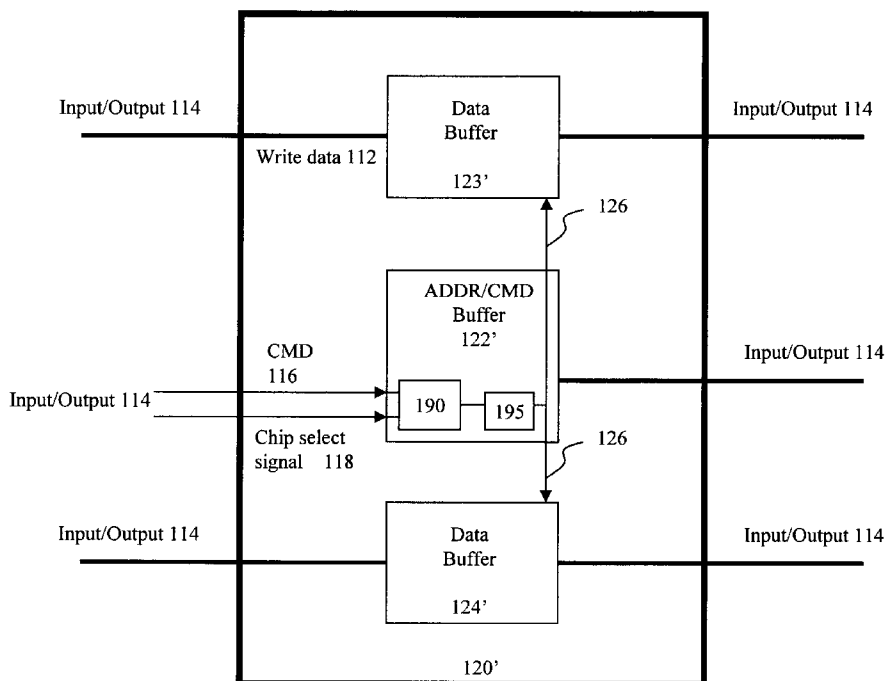 Data
Buffer
123'
Input/Output 114
Input/Output 114
Write data 112
126
ADDR/CMD
Buffer
122'
CMD
116
Input/Output 114
Input/Output 114
190
195
Chip select
signal 118
126
Input/Output 114
Input/Output 114
Data
Buffer
124'
120'